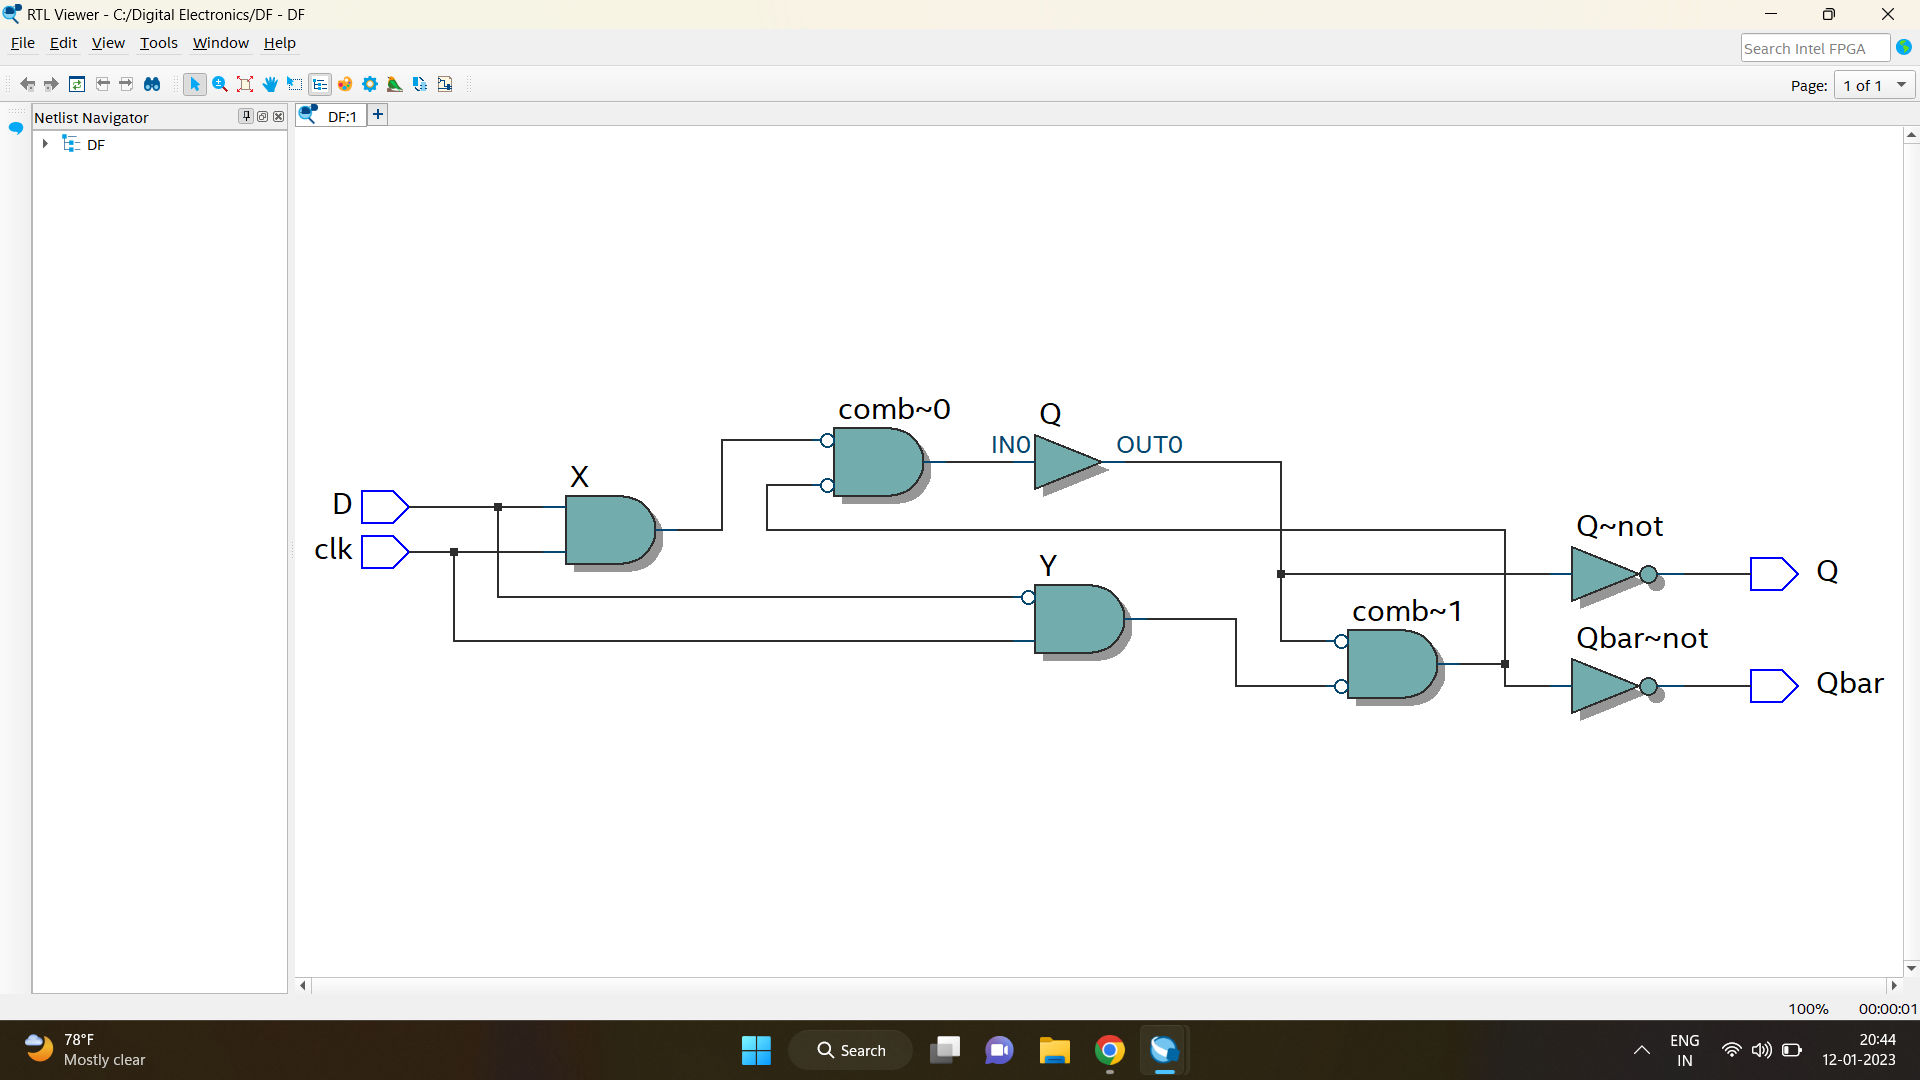 RTL Viewer - C:/Digital Electronics/DF - DF
File Edit View Tools Window Help
Search Intel FPGA
Page: 1 of 1
Netlist Navigator
DF:1 +
DF
comb~0
Q
IN0
OUT0
X
D
clk
Y
Q~not
Q
comb~1
Qbar~not
Qbar
100% 00:00:01
78°F
Mostly clear
Search
ENG
IN
20:44
12-01-2023